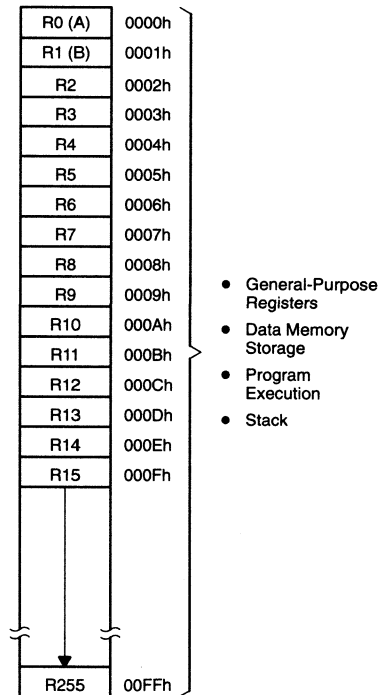 R0 (A) 0000h
R1 (B) 0001h
R2 0002h
R3 0003h
R4 0004h
R5 0005h
R6 0006h
R7 0007h
R8 0008h
R9 0009h
R10 000Ah
R11 000Bh
R12 000Ch
R13 000Dh
R14 000Eh
R15 000Fh
R255 00FFh
• General-Purpose
Registers
• Data Memory
Storage
• Program
Execution
• Stack